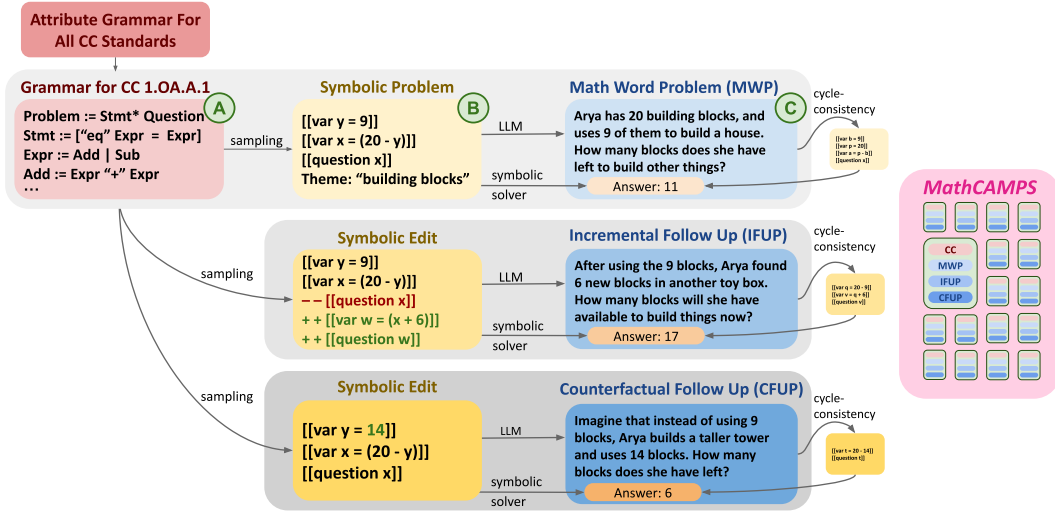 Attribute Grammar For
All CC Standards
Grammar for CC 1.OA.A.1
A
Problem := Stmt* Question
Stmt := [“eq” Expr = Expr]
Expr := Add | Sub
Add := Expr “+” Expr
...
sampling
Symbolic Problem
B
[[var y = 9]]
[[var x = (20 - y)]]
[[question x]]
Theme: “building blocks”
LLM
symbolic
solver
Math Word Problem (MWP)
C
Arya has 20 building blocks, and
uses 9 of them to build a house.
How many blocks does she have
left to build other things?
Answer: 11
cycle-
consistency
[[var b = 9]]
[[var p = 20]]
[[var a = p - b]]
[[question x]]
sampling
Symbolic Edit
[[var y = 9]]
[[var x = (20 - y)]]
– – [[question x]]
+ + [[var w = (x + 6)]]
+ + [[question w]]
LLM
symbolic
solver
Incremental Follow Up (IFUP)
After using the 9 blocks, Arya found
6 new blocks in another toy box.
How many blocks will she have
available to build things now?
Answer: 17
cycle-
consistency
[[var q = 20 - 9]]
[[var v = q + 6]]
[[question v]]
sampling
Symbolic Edit
[[var y = 14]]
[[var x = (20 - y)]]
[[question x]]
LLM
symbolic
solver
Counterfactual Follow Up (CFUP)
Imagine that instead of using 9
blocks, Arya builds a taller tower
and uses 14 blocks. How many
blocks does she have left?
Answer: 6
cycle-
consistency
[[var t = 20 - 14]]
[[question t]]
MathCAMPS
CC
MWP
IFUP
CFUP